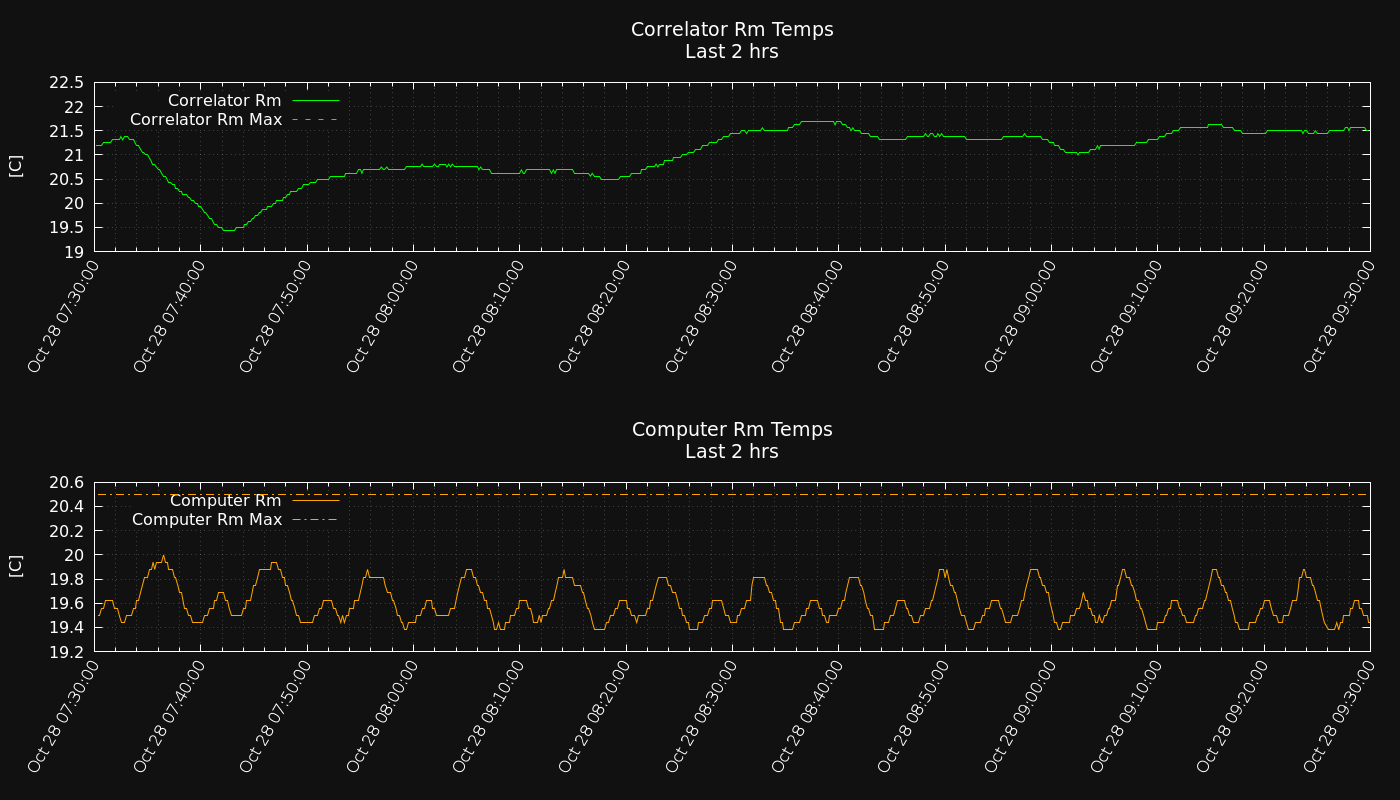 Correlator Rm Temps
Last 2 hrs
22.5
22
21.5
21
20.5
20
19.5
19
[C]
Correlator Rm
Correlator Rm Max
Oct 28 07:30:00
Oct 28 07:40:00
Oct 28 07:50:00
Oct 28 08:00:00
Oct 28 08:10:00
Oct 28 08:20:00
Oct 28 08:30:00
Oct 28 08:40:00
Oct 28 08:50:00
Oct 28 09:00:00
Oct 28 09:10:00
Oct 28 09:20:00
Oct 28 09:30:00
Computer Rm Temps
Last 2 hrs
20.6
20.4
20.2
20
19.8
19.6
19.4
19.2
[C]
Computer Rm
Computer Rm Max
Oct 28 07:30:00
Oct 28 07:40:00
Oct 28 07:50:00
Oct 28 08:00:00
Oct 28 08:10:00
Oct 28 08:20:00
Oct 28 08:30:00
Oct 28 08:40:00
Oct 28 08:50:00
Oct 28 09:00:00
Oct 28 09:10:00
Oct 28 09:20:00
Oct 28 09:30:00